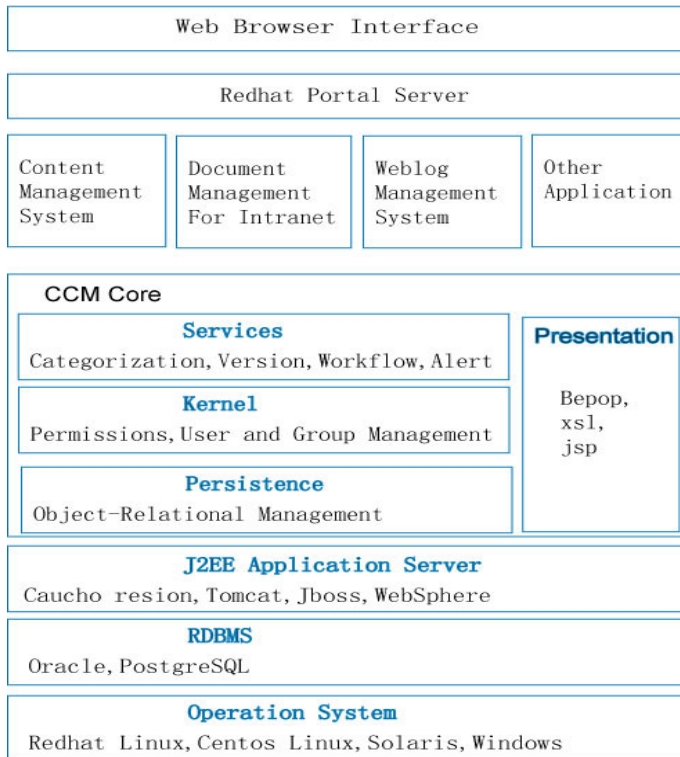 Web Browser Interface
Redhat Portal Server
Content
Management
System
Document
Management
For Intranet
Weblog
Management
System
Other
Application
CCM Core
Services
Categorization,Version,Workflow,Alert
Kernel
Permissions,User and Group Management
Persistence
Object-Relational Management
Presentation
Bepop,
xsl,
jsp
J2EE Application Server
Caucho resion,Tomcat,Jboss,WebSphere
RDBMS
Oracle,PostgreSQL
Operation System
Redhat Linux,Centos Linux,Solaris,Windows